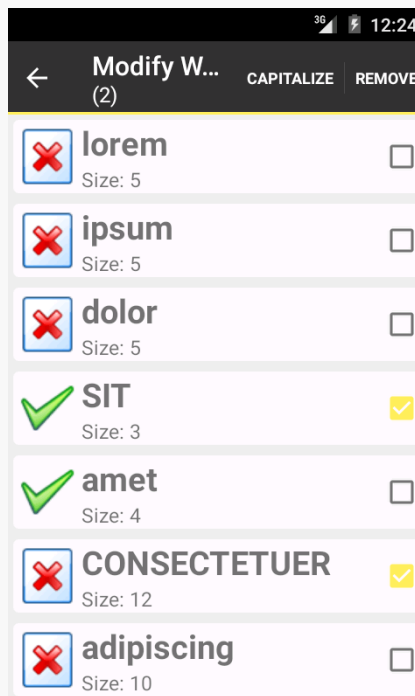 3G 12:24
Modify W...
(2)
CAPITALIZE REMOVE
lorem
Size: 5
ipsum
Size: 5
dolor
Size: 5
SIT
Size: 3
amet
Size: 4
CONSECTETUER
Size: 12
adipiscing
Size: 10